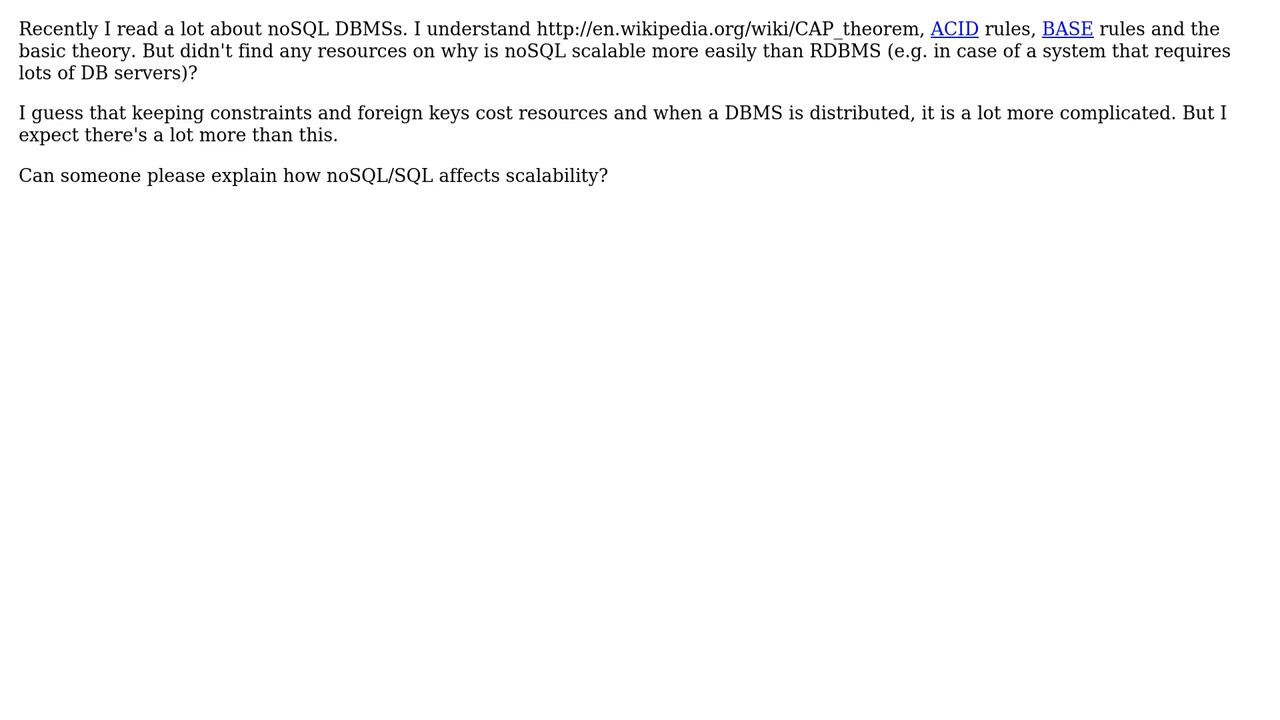 Recently I read a lot about noSQL DBMSs. I understand http://en.wikipedia.org/wiki/CAP_theorem, ACID rules, BASE rules and the
basic theory. But didn't find any resources on why is noSQL scalable more easily than RDBMS (e.g. in case of a system that requires
lots of DB servers)?
I guess that keeping constraints and foreign keys cost resources and when a DBMS is distributed, it is a lot more complicated. But I
expect there's a lot more than this.
Can someone please explain how noSQL/SQL affects scalability?